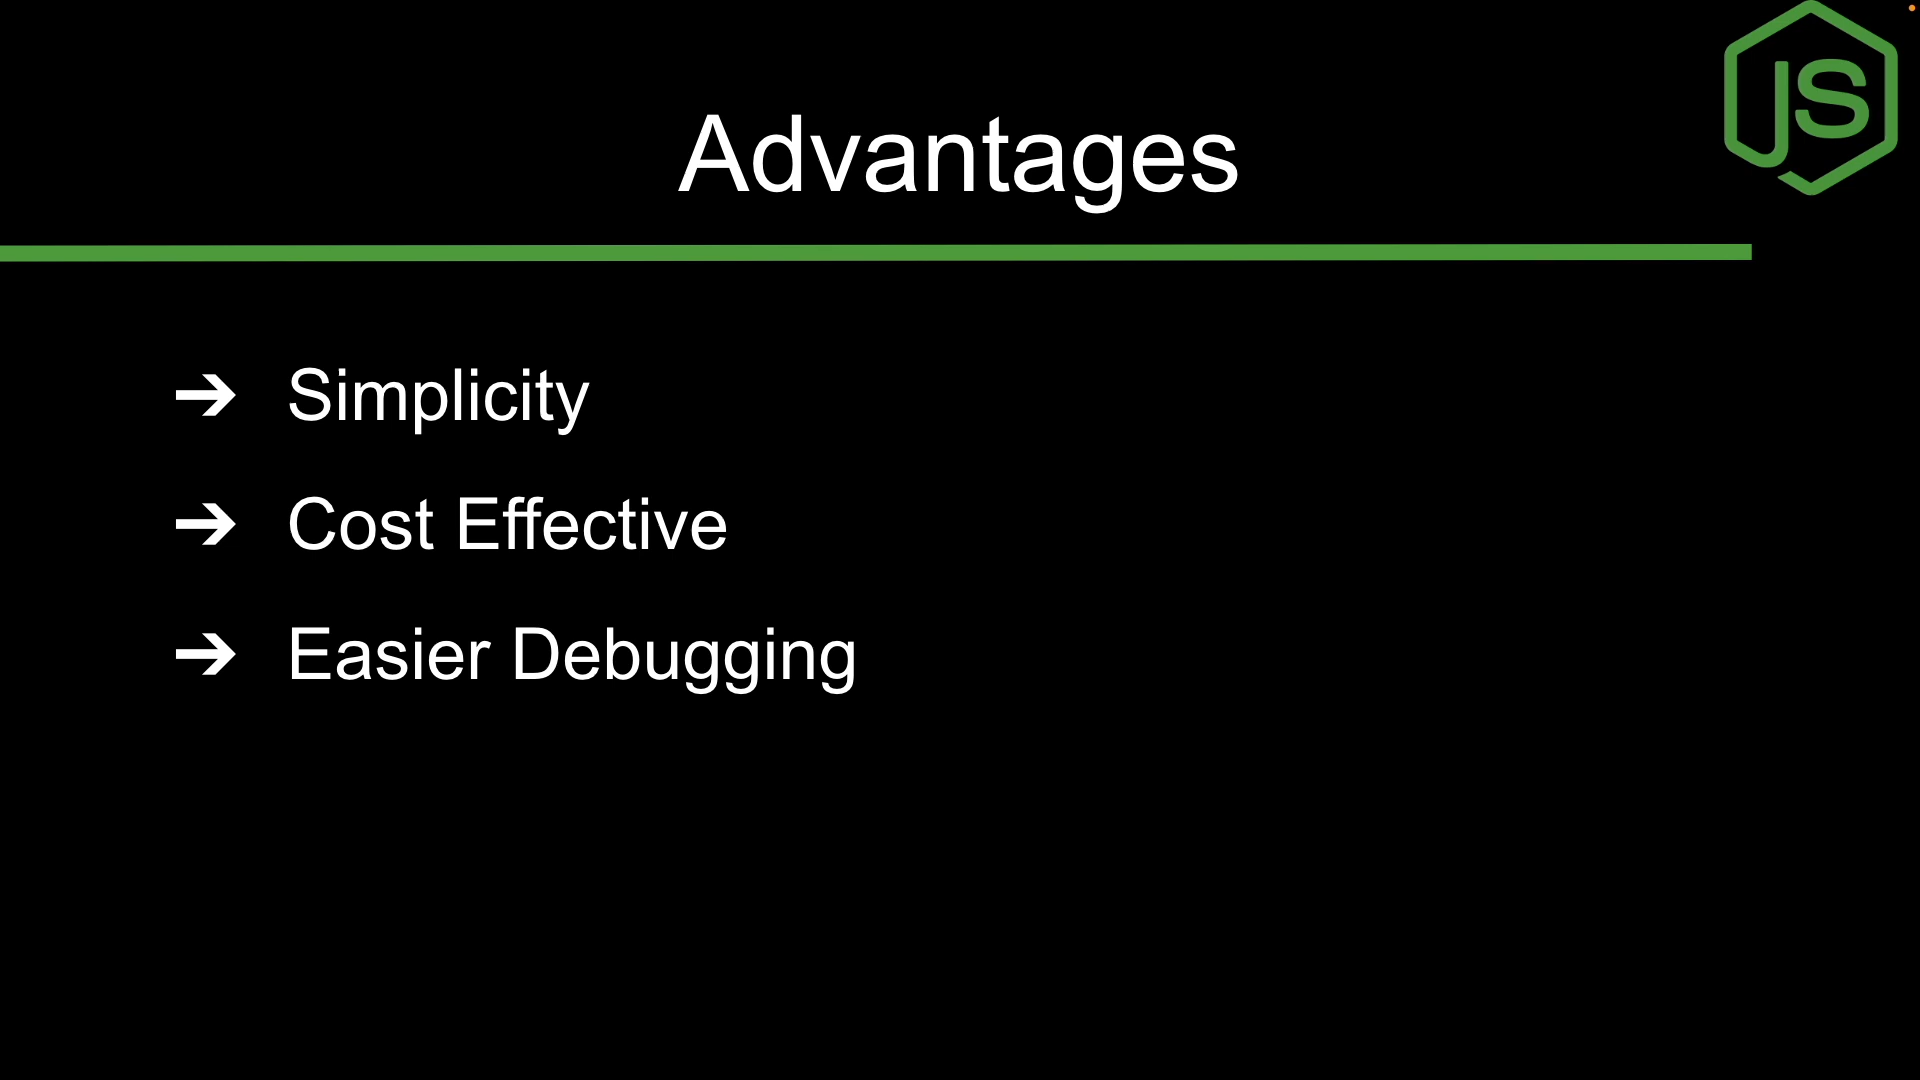 JS
Advantages
➔ Simplicity
➔ Cost Effective
➔ Easier Debugging